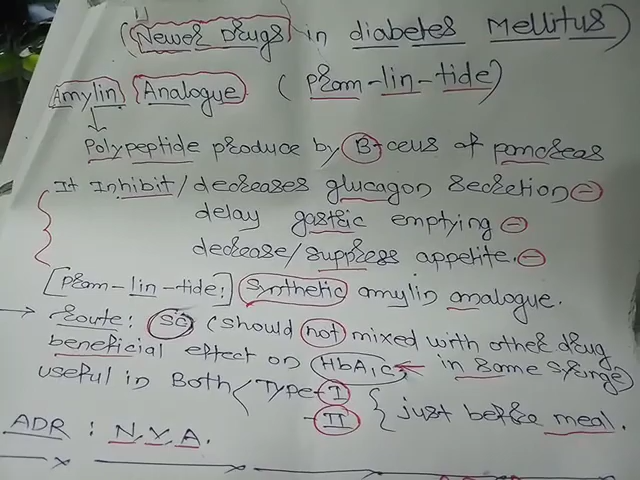 (Newer Drugs in diabetes Mellitus)
Amylin Analogue (pram-lin-tide)
Polypeptide produce by B-cells of pancreas
It Inhibit/decreases glucagon secretion -
delay gastric emptying -
decrease/suppress appetite. -
[pram-lin-tide:] synthetic amylin analogue.
→ Route: SC (should not mixed with other drug
beneficial effect on HbA1C ← in same syringe)
useful in Both < Type-I
-II { just before meal.
ADR : N.V.A.